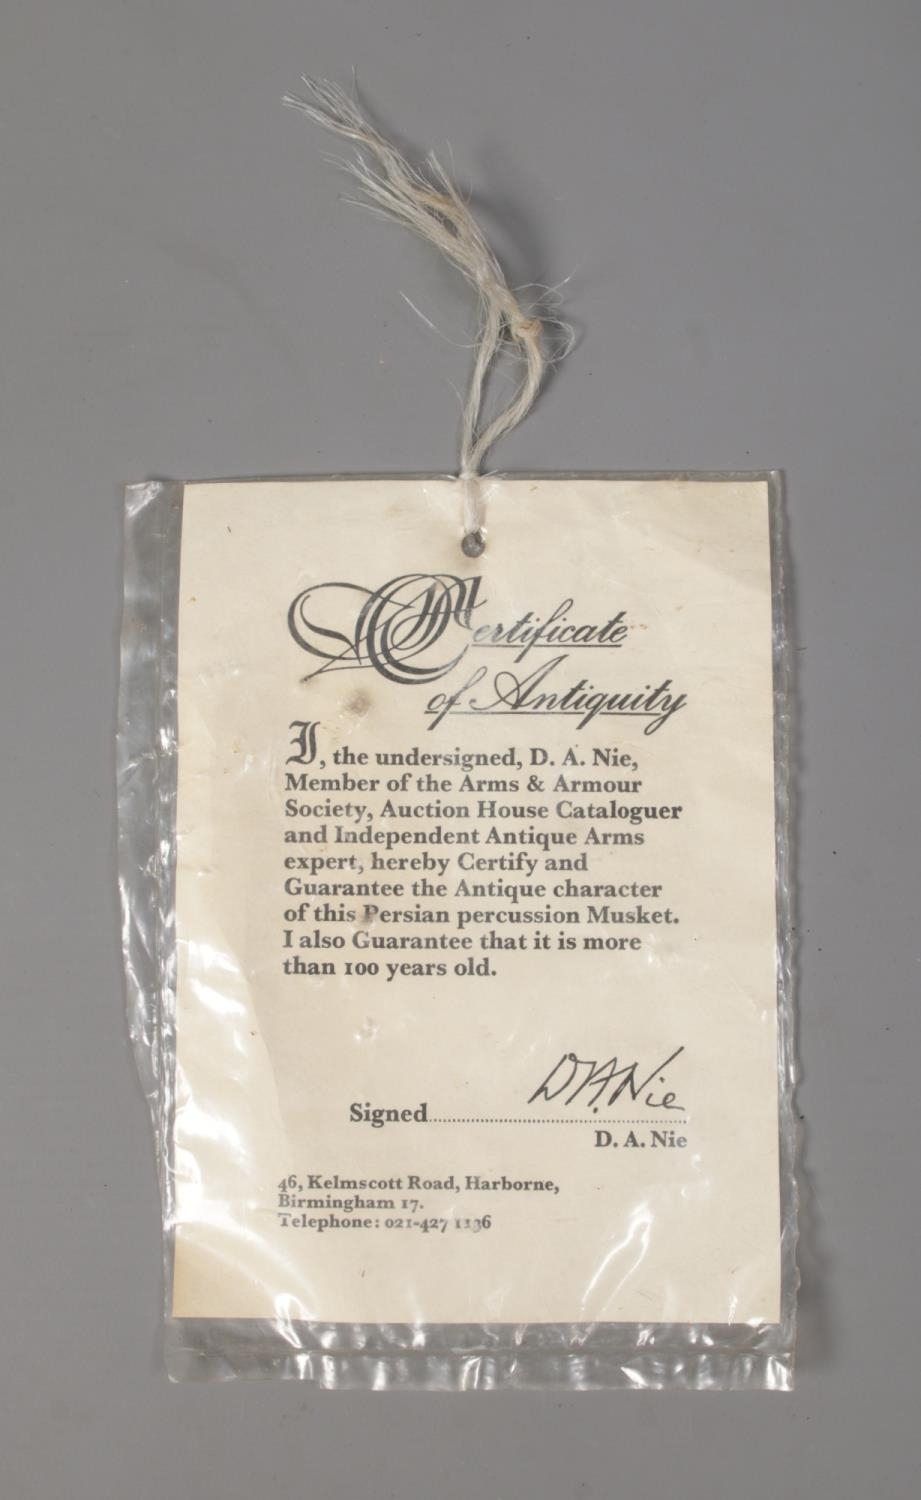 Certificate
of Antiquity
I, the undersigned, D. A. Nie,
Member of the Arms & Armour
Society, Auction House Cataloguer
and Independent Antique Arms
expert, hereby Certify and
Guarantee the Antique character
of this Persian percussion Musket.
I also Guarantee that it is more
than 100 years old.
D.A.Nie
Signed
D. A. Nie
46, Kelmscott Road, Harborne,
Birmingham 17.
Telephone: 021-427 1136